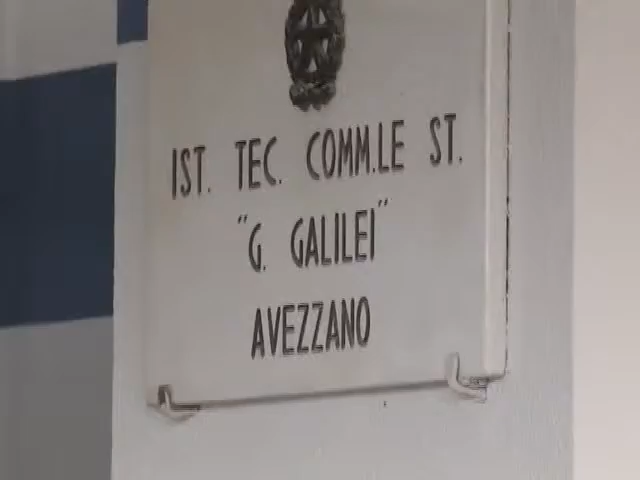 IST. TEC. COMM.LE ST.
"G. GALILEI"
AVEZZANO